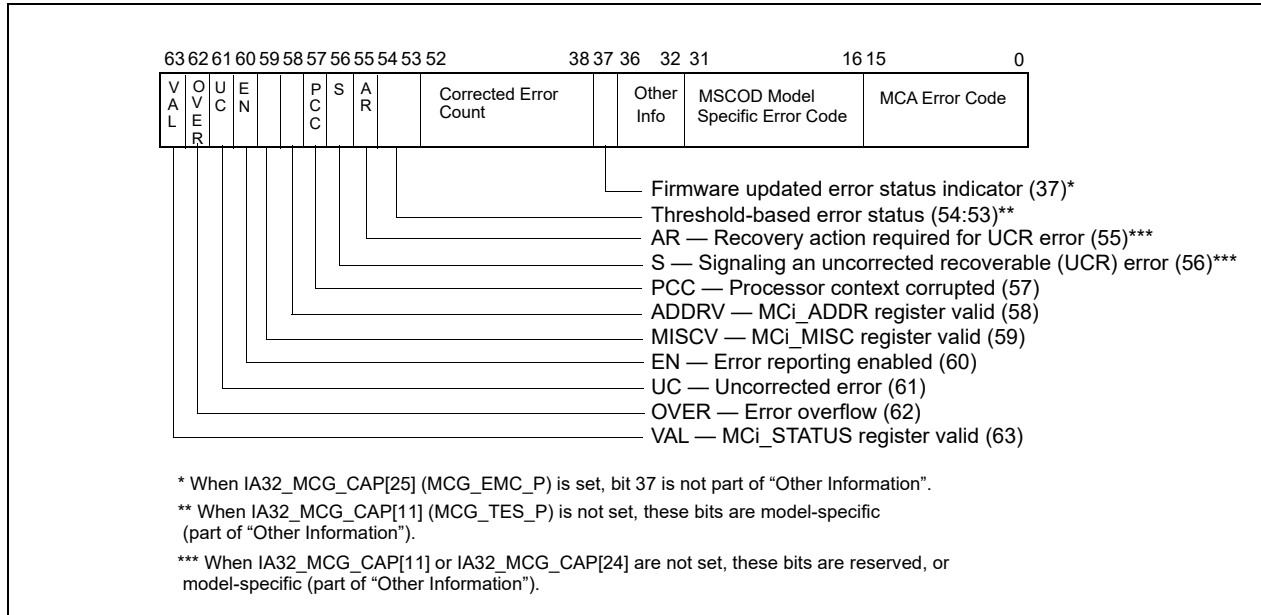 63 62 61 60 59 58 57 56 55 54 53 52 38 37 36 32 31 16 15 0
VAL
OVER
UC
EN
PCC
S
AR
Corrected Error
Count
Other
Info
MSCOD Model
Specific Error Code
MCA Error Code
Firmware updated error status indicator (37)*
Threshold-based error status (54:53)**
AR — Recovery action required for UCR error (55)***
S — Signaling an uncorrected recoverable (UCR) error (56)***
PCC — Processor context corrupted (57)
ADDRV — MCi_ADDR register valid (58)
MISCV — MCi_MISC register valid (59)
EN — Error reporting enabled (60)
UC — Uncorrected error (61)
OVER — Error overflow (62)
VAL — MCi_STATUS register valid (63)
* When IA32_MCG_CAP[25] (MCG_EMC_P) is set, bit 37 is not part of “Other Information”.
** When IA32_MCG_CAP[11] (MCG_TES_P) is not set, these bits are model-specific
(part of “Other Information”).
*** When IA32_MCG_CAP[11] or IA32_MCG_CAP[24] are not set, these bits are reserved, or
model-specific (part of “Other Information”).